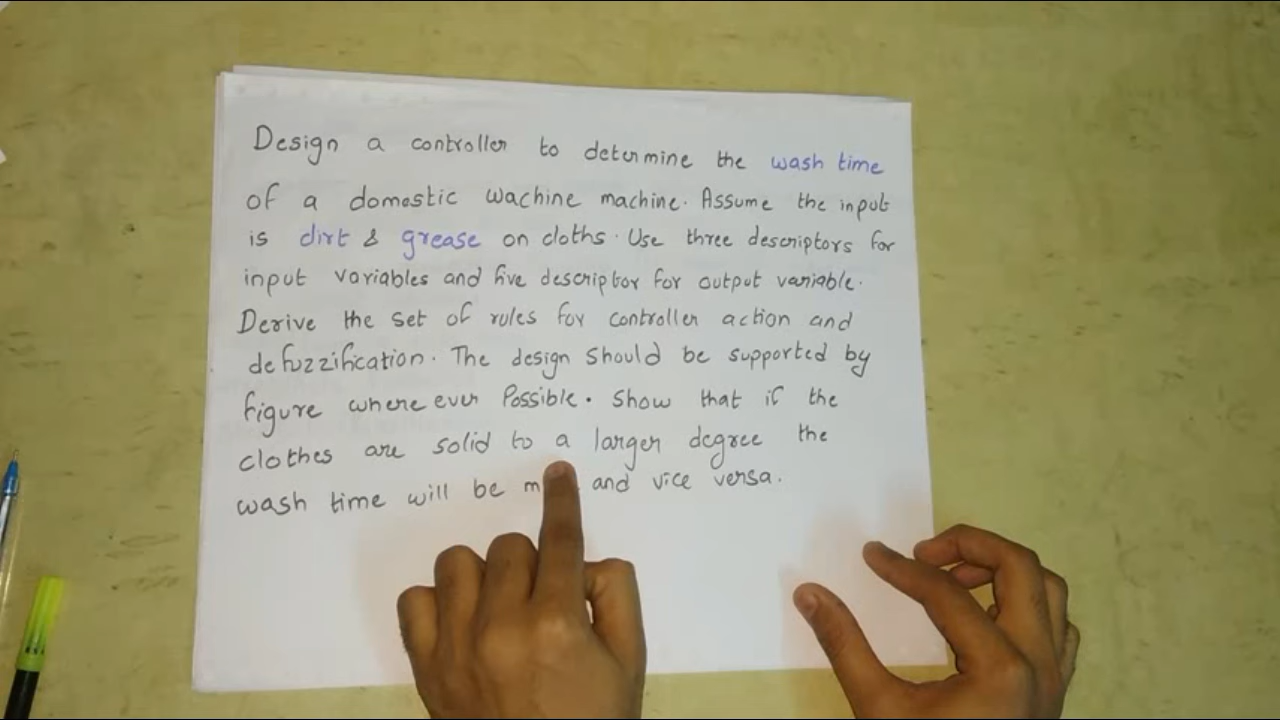 Design a controller to determine the wash time
of a domestic wachine machine. Assume the input
is dirt & grease on cloths. Use three descriptors for
input variables and five descriptor for output variable.
Derive the set of rules for controller action and
defuzzification. The design should be supported by
figure where ever Possible. Show that if the
clothes are solid to a larger degree the
wash time will be and vice versa.